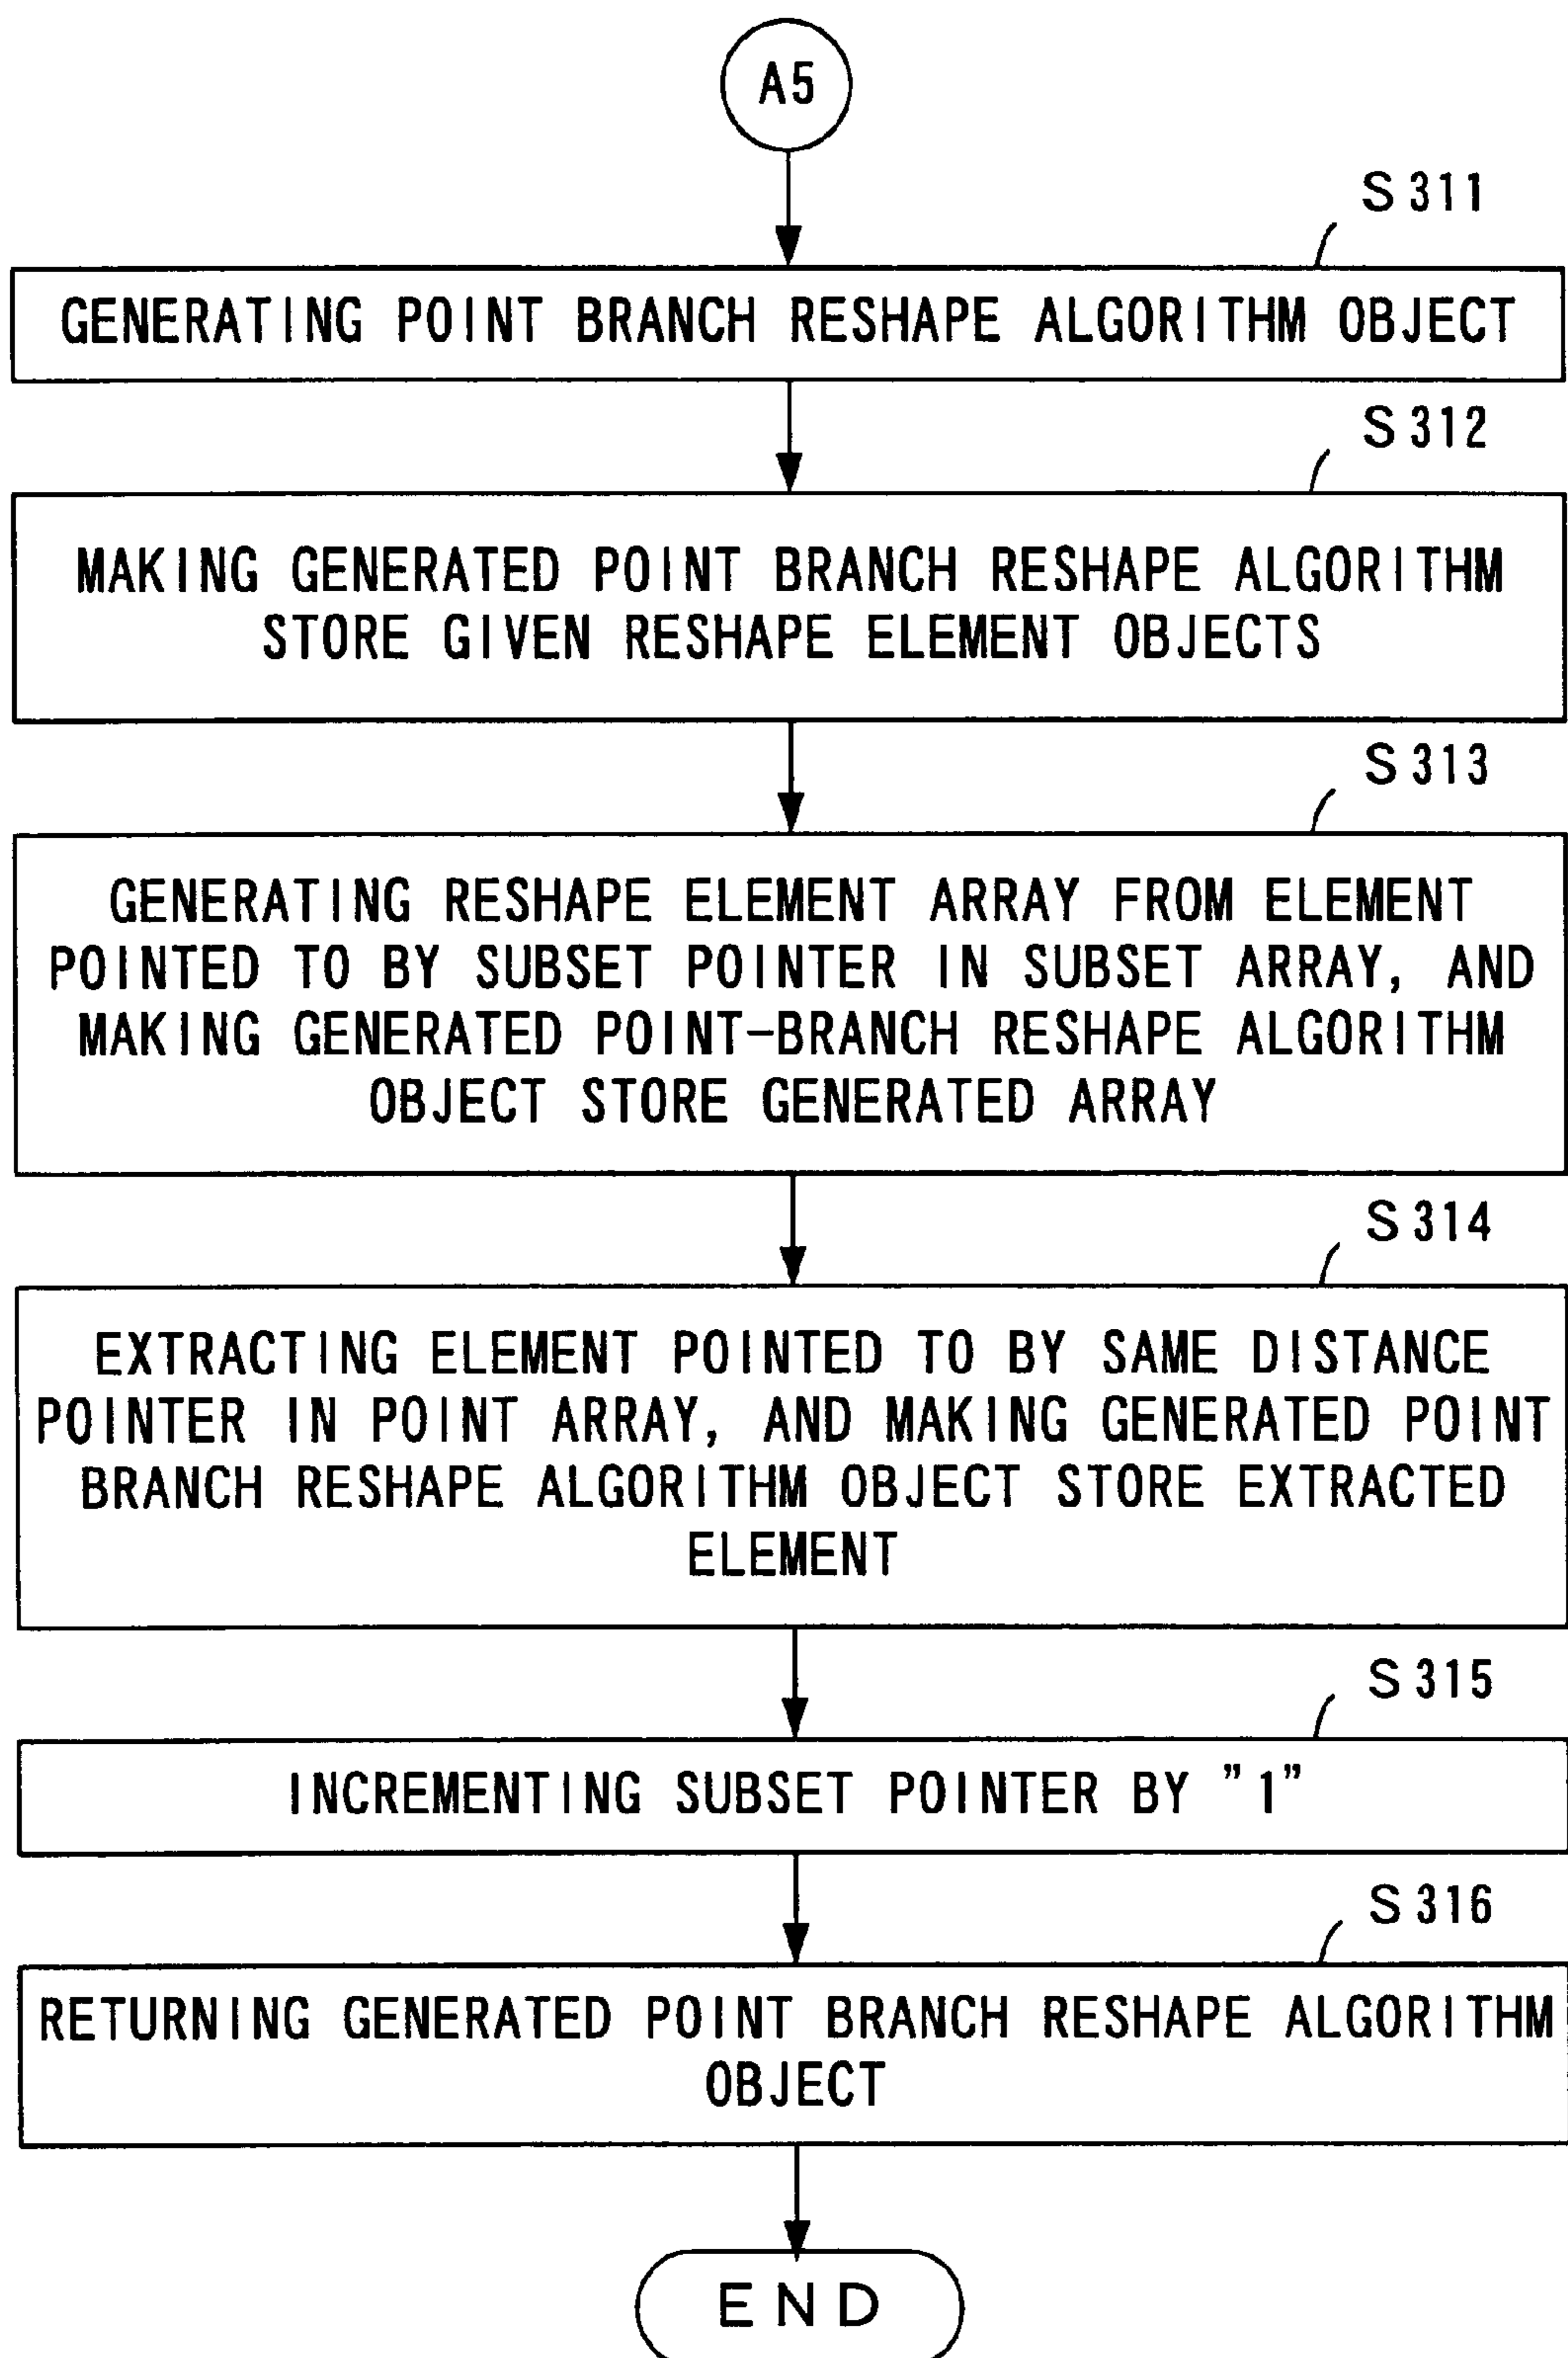 A5
S311
GENERATING POINT BRANCH RESHAPE ALGORITHM OBJECT
S312
MAKING GENERATED POINT BRANCH RESHAPE ALGORITHM
STORE GIVEN RESHAPE ELEMENT OBJECTS
S313
GENERATING RESHAPE ELEMENT ARRAY FROM ELEMENT
POINTED TO BY SUBSET POINTER IN SUBSET ARRAY, AND
MAKING GENERATED POINT-BRANCH RESHAPE ALGORITHM
OBJECT STORE GENERATED ARRAY
S314
EXTRACTING ELEMENT POINTED TO BY SAME DISTANCE
POINTER IN POINT ARRAY, AND MAKING GENERATED POINT
BRANCH RESHAPE ALGORITHM OBJECT STORE EXTRACTED
ELEMENT
S315
INCREMENTING SUBSET POINTER BY ”1”
S316
RETURNING GENERATED POINT BRANCH RESHAPE ALGORITHM
OBJECT
END